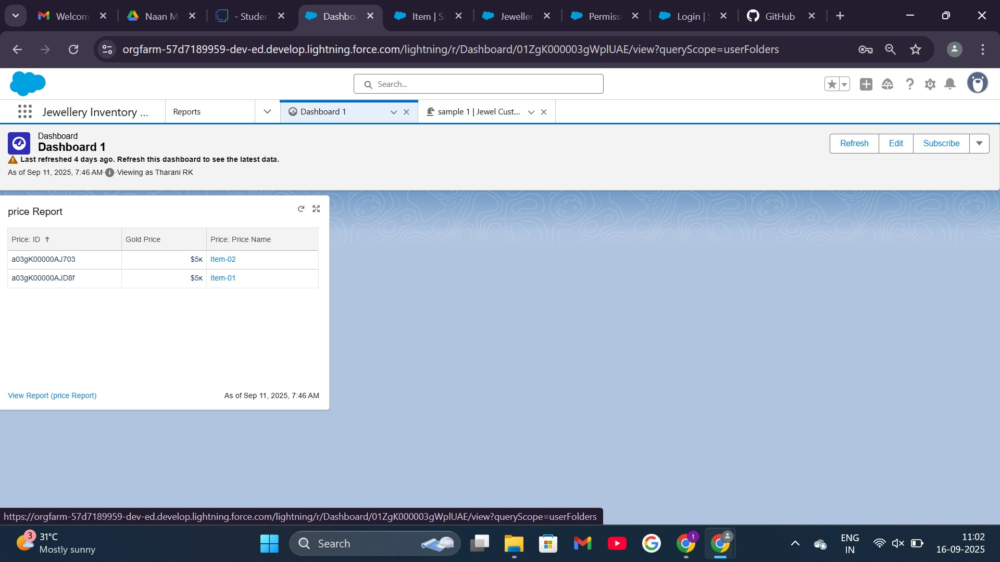 Welcom
Naan M
- Studer
Dashbo
Item | Sa
Jeweller
Permissi
Login | S
GitHub
orgfarm-57d7189959-dev-ed.develop.lightning.force.com/lightning/r/Dashboard/01ZgK000003gWplUAE/view?queryScope=userFolders
Search...
Jewellery Inventory ...
Reports
Dashboard 1
sample 1 | Jewel Cust...
Dashboard
Dashboard 1
Last refreshed 4 days ago. Refresh this dashboard to see the latest data.
As of Sep 11, 2025, 7:46 AM·Viewing as Tharani RK
Refresh
Edit
Subscribe
price Report
Price: ID ↑ Gold Price Price: Price Name
a03gK00000AJ703 $5K Item-02
a03gK00000AJD8f $5K Item-01
View Report (price Report)
As of Sep 11, 2025, 7:46 AM
https://orgfarm-57d7189959-dev-ed.develop.lightning.force.com/lightning/r/Dashboard/01ZgK000003gWplUAE/view?queryScope=userFolders
3
31°C
Mostly sunny
Search
t
ENG
IN
11:02
16-09-2025